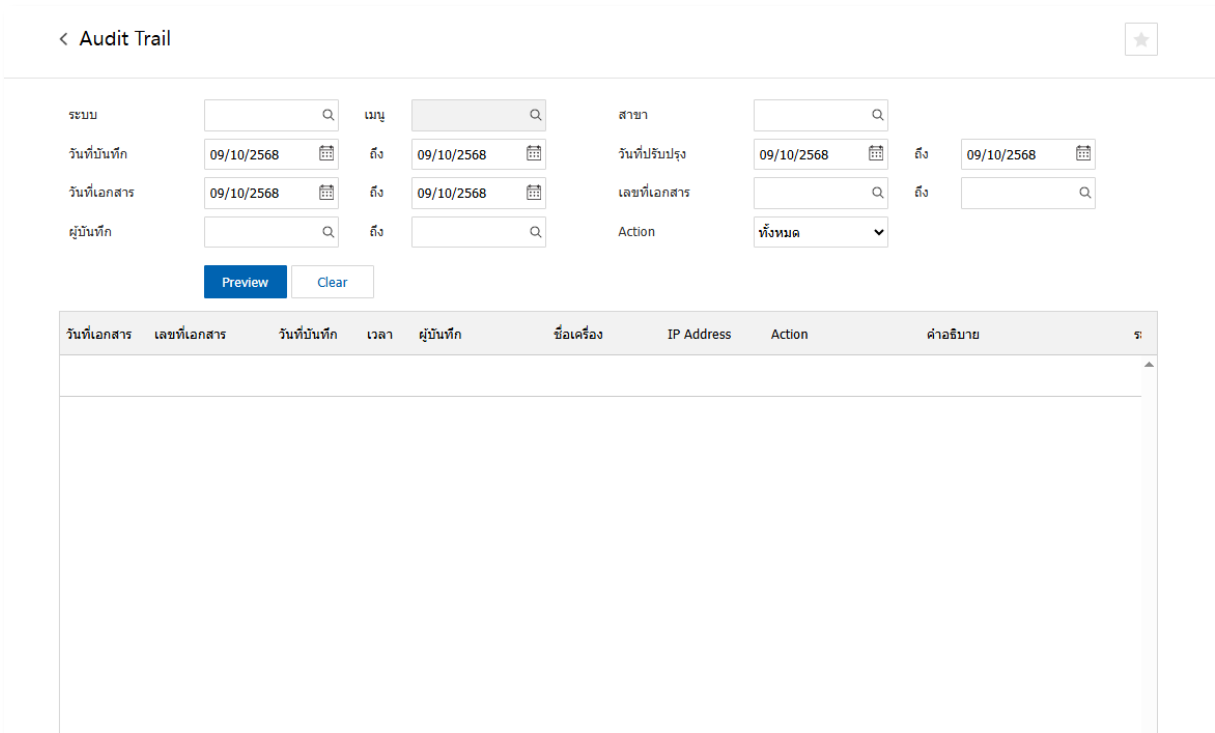 Audit Trail
ระบบ เมนู สาขา
วันที่บันทึก 09/10/2568 ถึง 09/10/2568 วันที่ปรับปรุง 09/10/2568 ถึง 09/10/2568
วันที่เอกสาร 09/10/2568 ถึง 09/10/2568 เลขที่เอกสาร ถึง
ผู้บันทึก ถึง Action ทั้งหมด
Preview Clear
วันที่เอกสาร เลขที่เอกสาร วันที่บันทึก เวลา ผู้บันทึก ชื่อเครื่อง IP Address Action คำอธิบาย